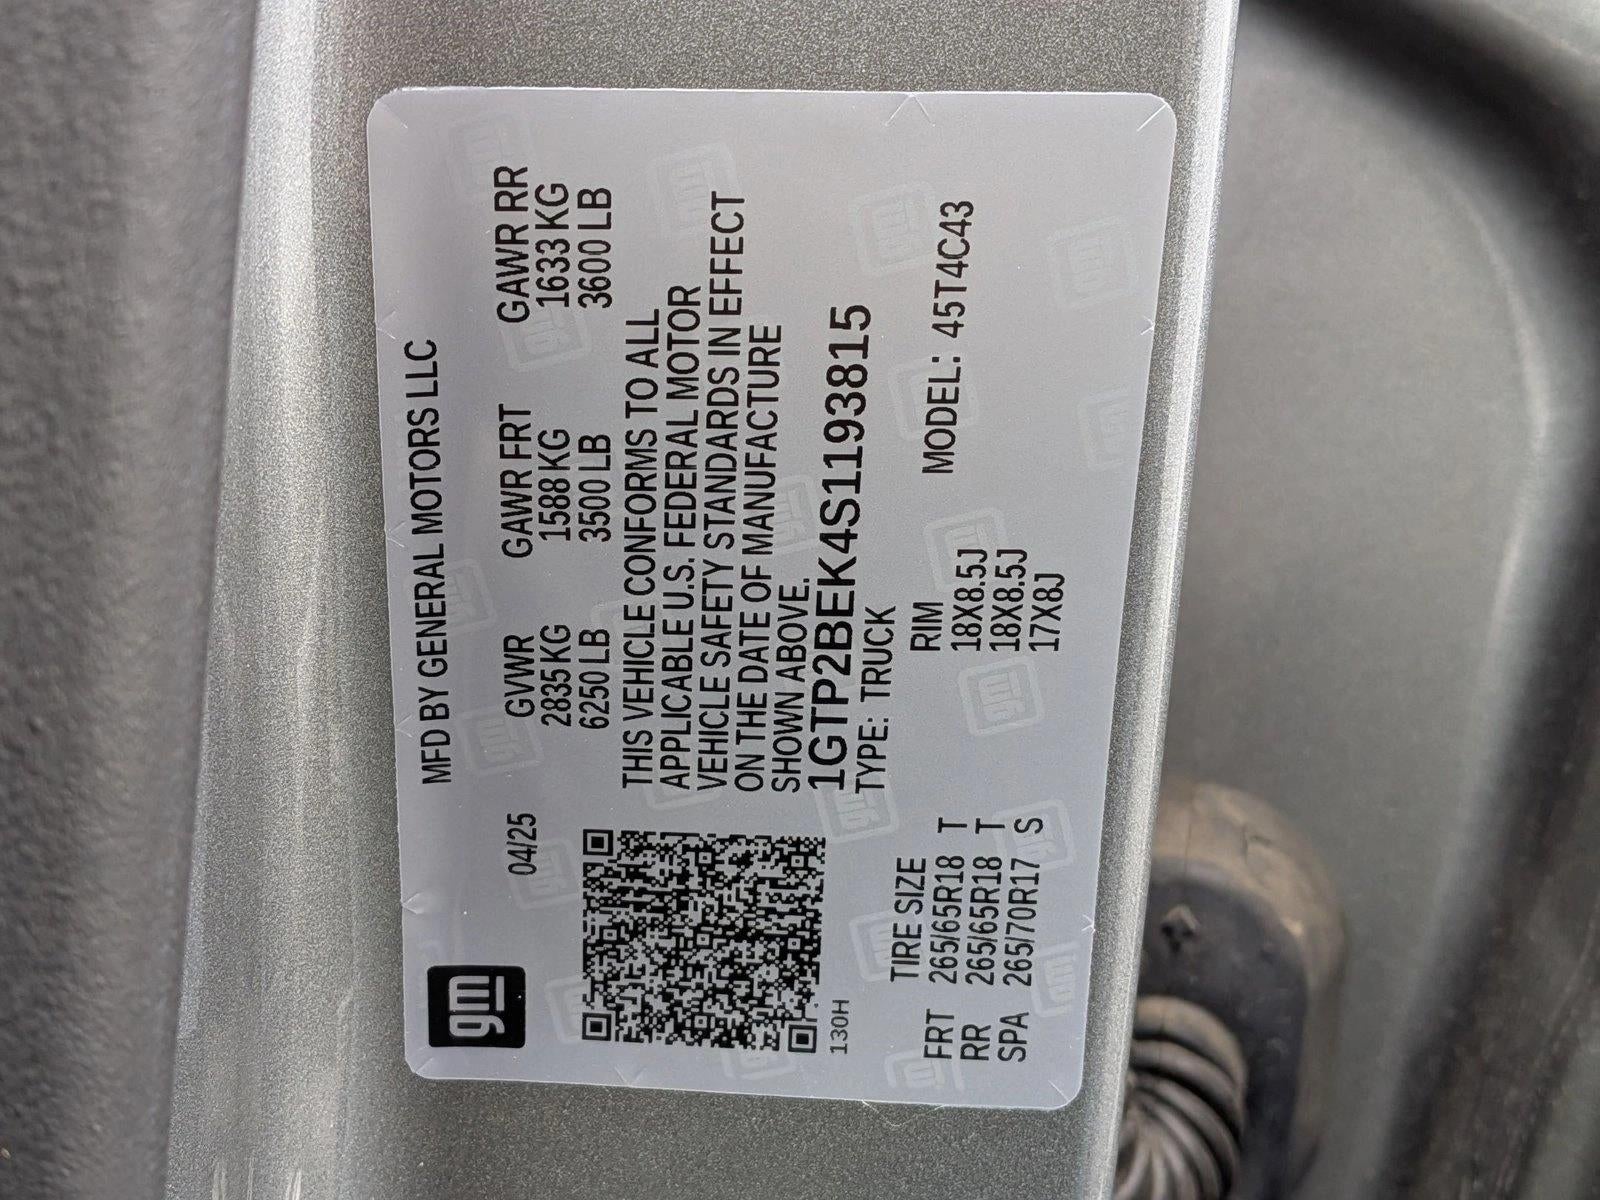 gm
MFD BY GENERAL MOTORS LLC
04/25
GVWR GAWR FRT GAWR RR
2835 KG 1588 KG 1633 KG
6250 LB 3500 LB 3600 LB
THIS VEHICLE CONFORMS TO ALL
APPLICABLE U.S. FEDERAL MOTOR
VEHICLE SAFETY STANDARDS IN EFFECT
ON THE DATE OF MANUFACTURE
SHOWN ABOVE.
1GTP2BEK4S1193815
TYPE: TRUCK
130H
TIRE SIZE RIM MODEL: 45T4C43
FRT 265/65R18 T 18X8.5J
RR 265/65R18 T 18X8.5J
SPA 265/70R17 S 17X8J